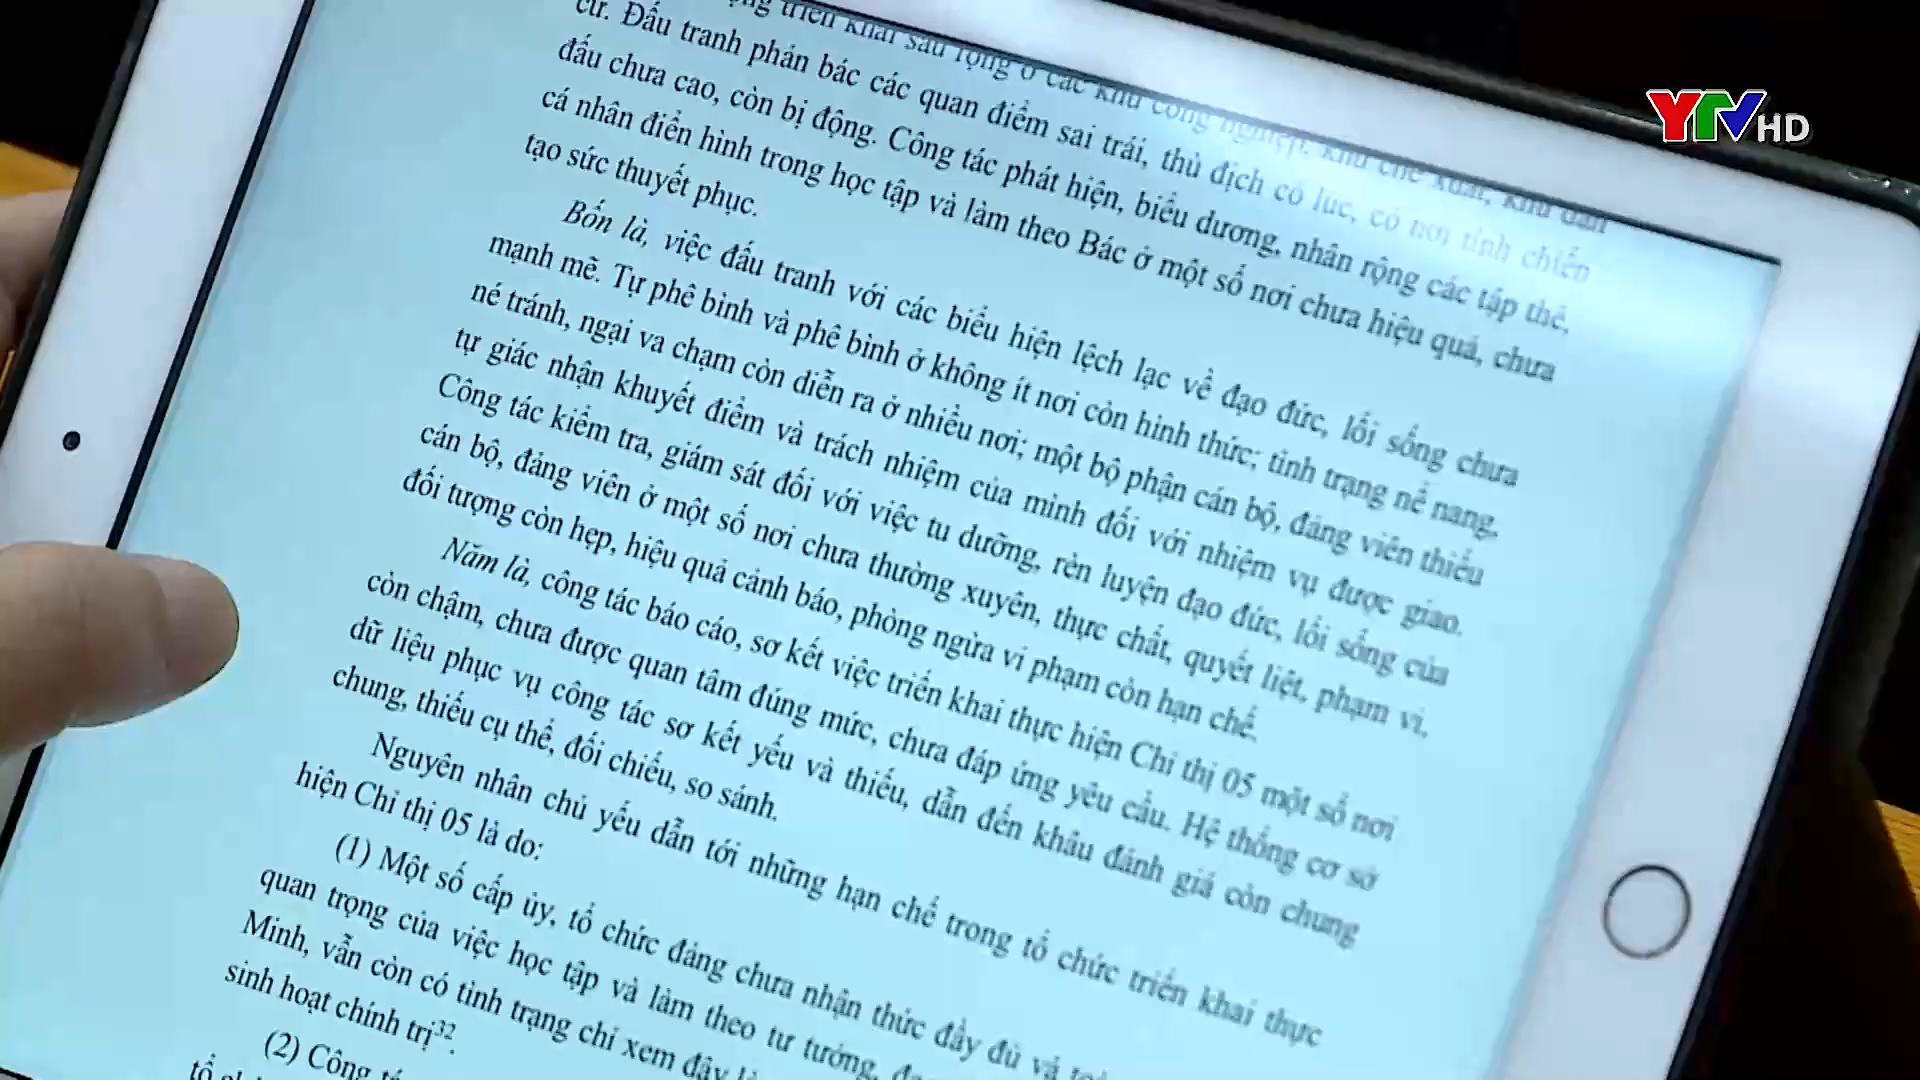 triển khai sâu rộng ở các khu công nghiệp, khu chế xuất, khu dân
cư. Đấu tranh phản bác các quan điểm sai trái, thù địch có lúc, có nơi tính chiến
đấu chưa cao, còn bị động. Công tác phát hiện, biểu dương, nhân rộng các tập thể,
cá nhân điển hình trong học tập và làm theo Bác ở một số nơi chưa hiệu quả, chưa
tạo sức thuyết phục.
Bốn là, việc đấu tranh với các biểu hiện lệch lạc về đạo đức, lối sống chưa
mạnh mẽ. Tự phê bình và phê bình ở không ít nơi còn hình thức; tình trạng nể nang,
né tránh, ngại va chạm còn diễn ra ở nhiều nơi; một bộ phận cán bộ, đảng viên thiếu
tự giác nhận khuyết điểm và trách nhiệm của mình đối với nhiệm vụ được giao.
Công tác kiểm tra, giám sát đối với việc tu dưỡng, rèn luyện đạo đức, lối sống của
cán bộ, đảng viên ở một số nơi chưa thường xuyên, thực chất, quyết liệt, phạm vi,
đối tượng còn hẹp, hiệu quả cảnh báo, phòng ngừa vi phạm còn hạn chế.
Năm là, công tác báo cáo, sơ kết việc triển khai thực hiện Chỉ thị 05 một số nơi
còn chậm, chưa được quan tâm đúng mức, chưa đáp ứng yêu cầu. Hệ thống cơ sở
dữ liệu phục vụ công tác sơ kết yếu và thiếu, dẫn đến khâu đánh giá còn chung
chung, thiếu cụ thể, đối chiếu, so sánh.
Nguyên nhân chủ yếu dẫn tới những hạn chế trong tổ chức triển khai thực
hiện Chỉ thị 05 là do:
(1) Một số cấp ủy, tổ chức đảng chưa nhận thức đầy đủ và
quan trọng của việc học tập và làm theo tư tưởng,
Minh, vẫn còn có tình trạng chỉ xem đây
sinh hoạt chính trị32.
(2) Công
tổ
YTV HD